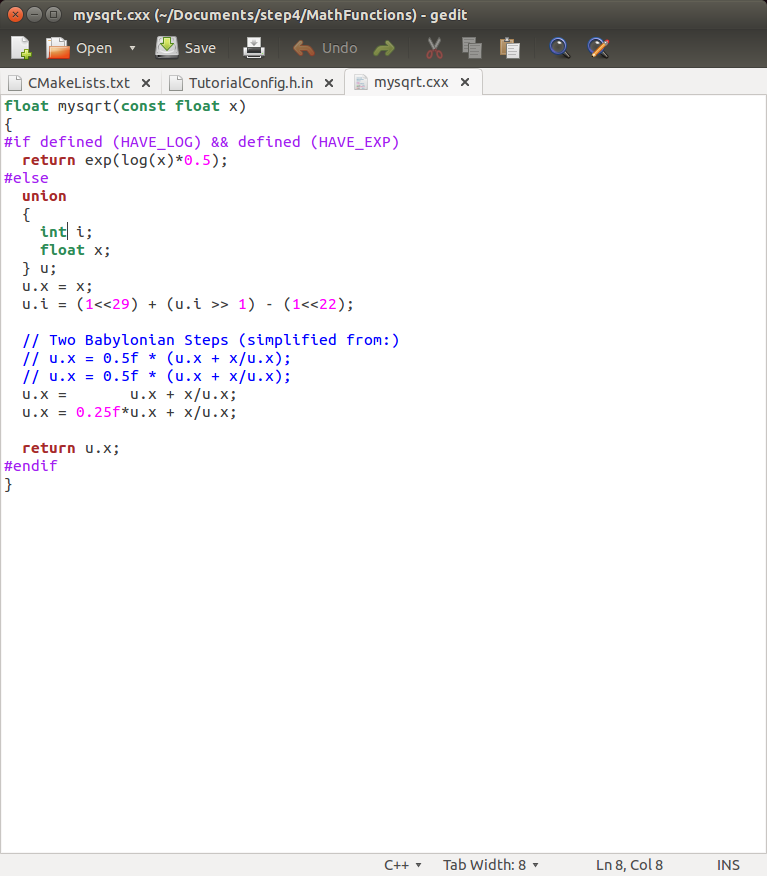 mysqrt.cxx (~/Documents/step4/MathFunctions) - gedit
Open Save Undo
CMakeLists.txt TutorialConfig.h.in mysqrt.cxx
float mysqrt(const float x)
{
#if defined (HAVE_LOG) && defined (HAVE_EXP)
  return exp(log(x)*0.5);
#else
  union
  {
    int i;
    float x;
  } u;
  u.x = x;
  u.i = (1<<29) + (u.i >> 1) - (1<<22);

  // Two Babylonian Steps (simplified from:)
  // u.x = 0.5f * (u.x + x/u.x);
  // u.x = 0.5f * (u.x + x/u.x);
  u.x =       u.x + x/u.x;
  u.x = 0.25f*u.x + x/u.x;

  return u.x;
#endif
}
C++ Tab Width: 8 Ln 8, Col 8 INS